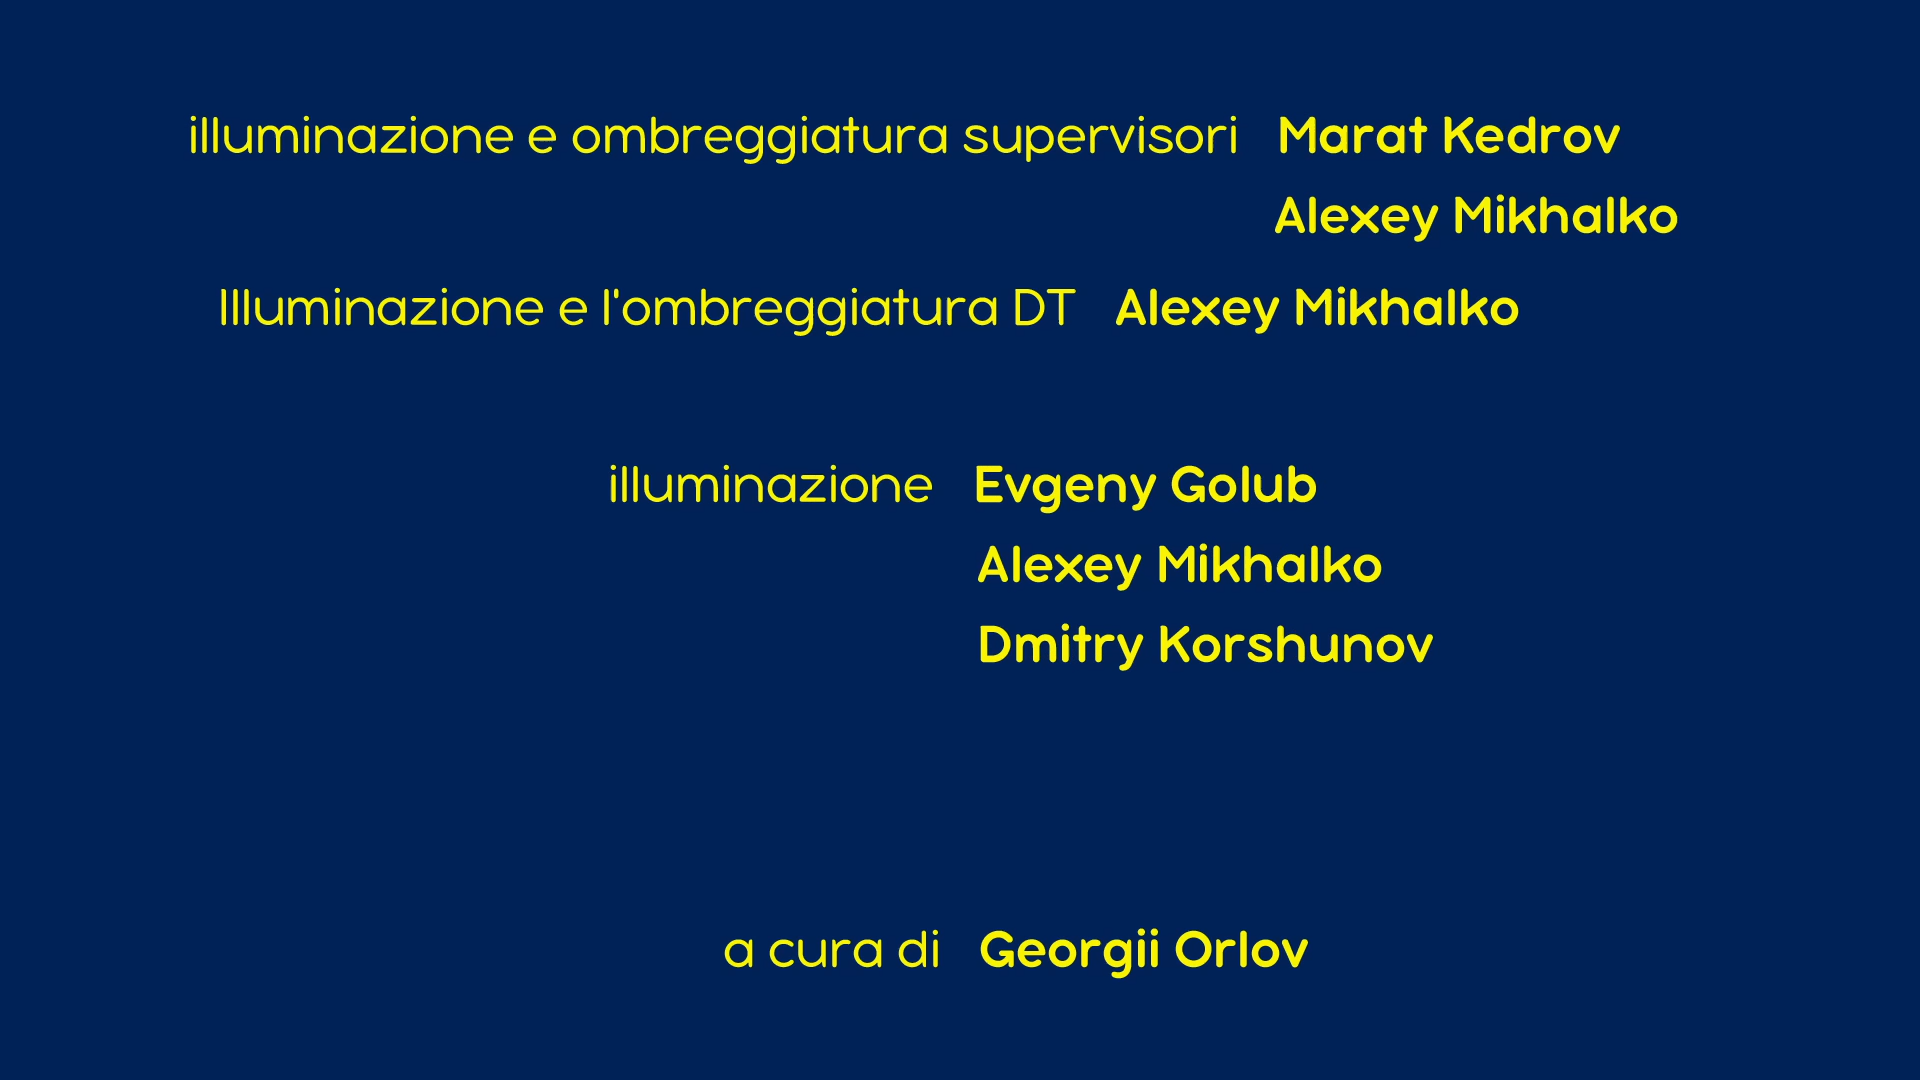 illuminazione e ombreggiatura supervisori Marat Kedrov
Alexey Mikhalko
Illuminazione e l'ombreggiatura DT Alexey Mikhalko
illuminazione Evgeny Golub
Alexey Mikhalko
Dmitry Korshunov
a cura di Georgii Orlov